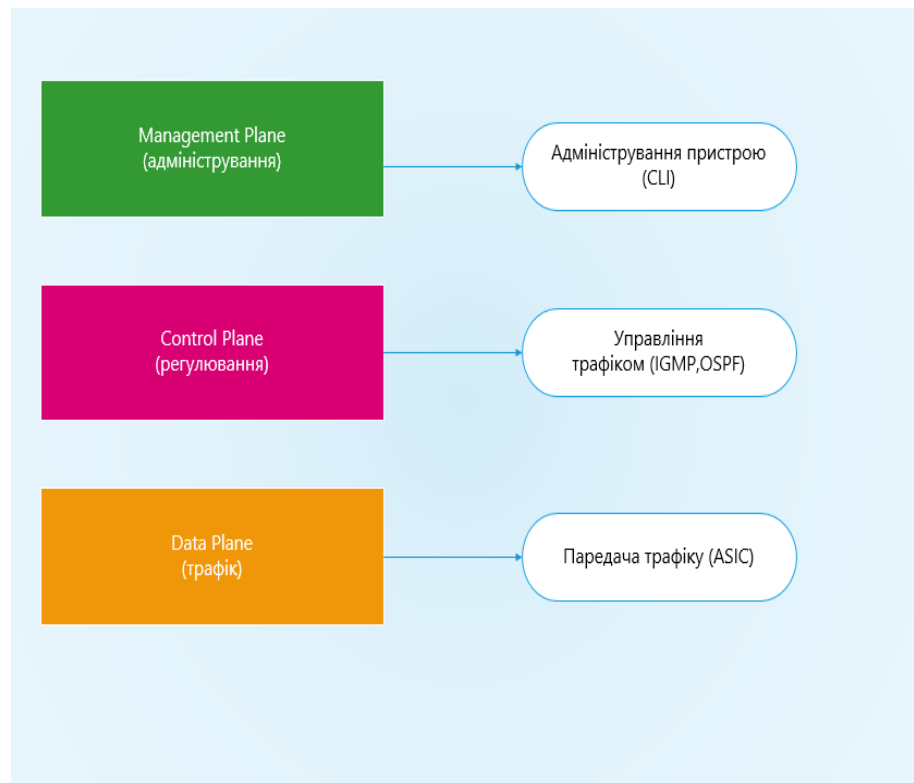 Management Plane
(адміністрування)
Адміністрування пристрою
(CLI)
Control Plane
(регулювання)
Управління
трафіком (IGMP,OSPF)
Data Plane
(трафік)
Паредача трафіку (ASIC)